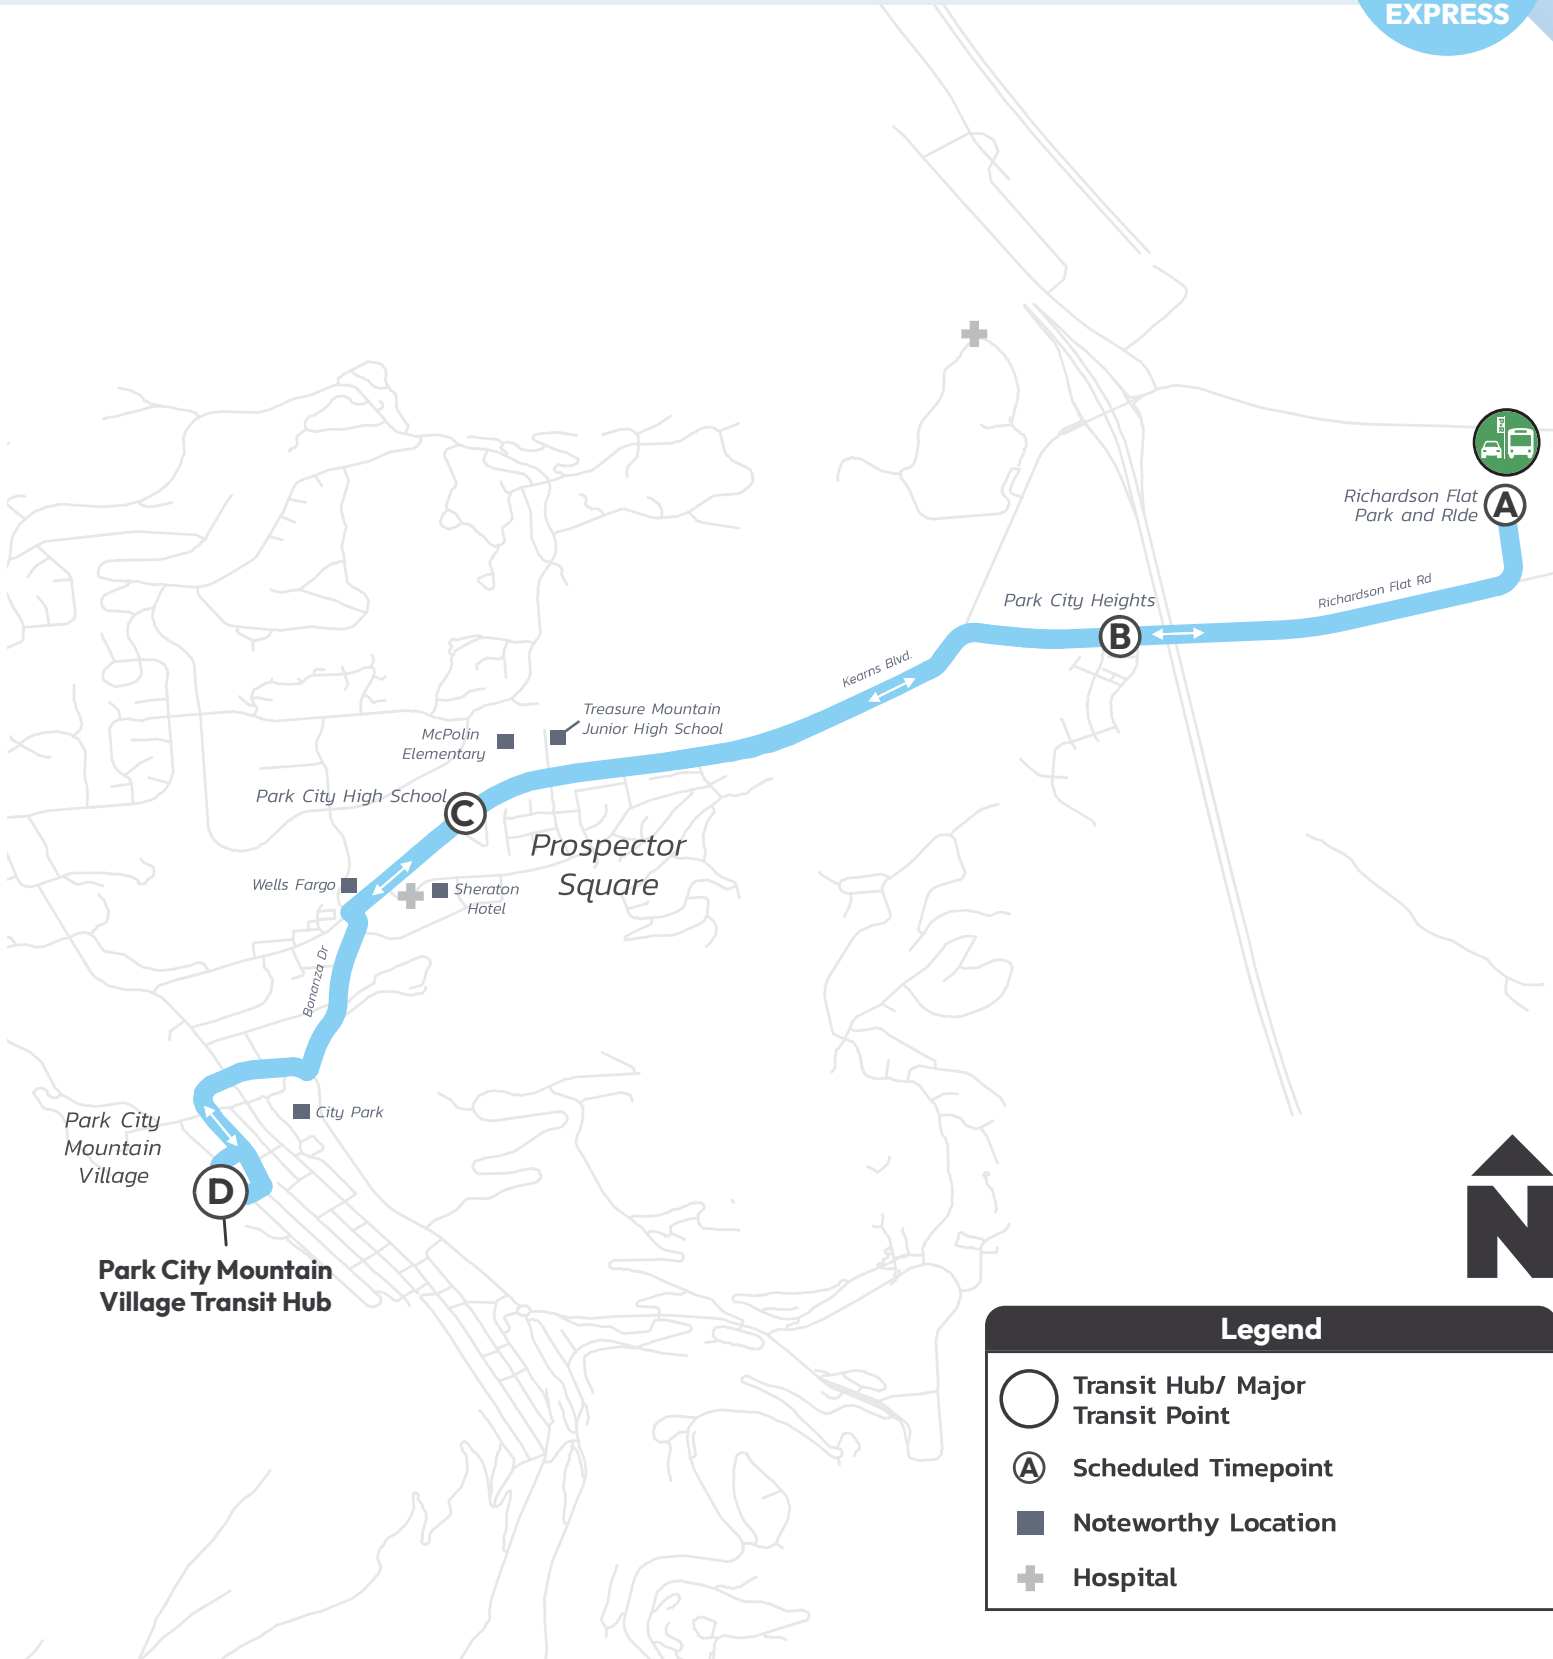 EXPRESS
Richardson Flat
Park and RIde
A
Richardson Flat Rd
Park City Heights
B
Kearns Blvd.
Treasure Mountain
Junior High School
McPolin
Elementary
Park City High School
C
Prospector
Square
Wells Fargo
Sheraton
Hotel
Bonanza Dr
City Park
Park City
Mountain
Village
D
Park City Mountain
Village Transit Hub
N
Legend
Transit Hub/ Major
Transit Point
A
Scheduled Timepoint
Noteworthy Location
Hospital